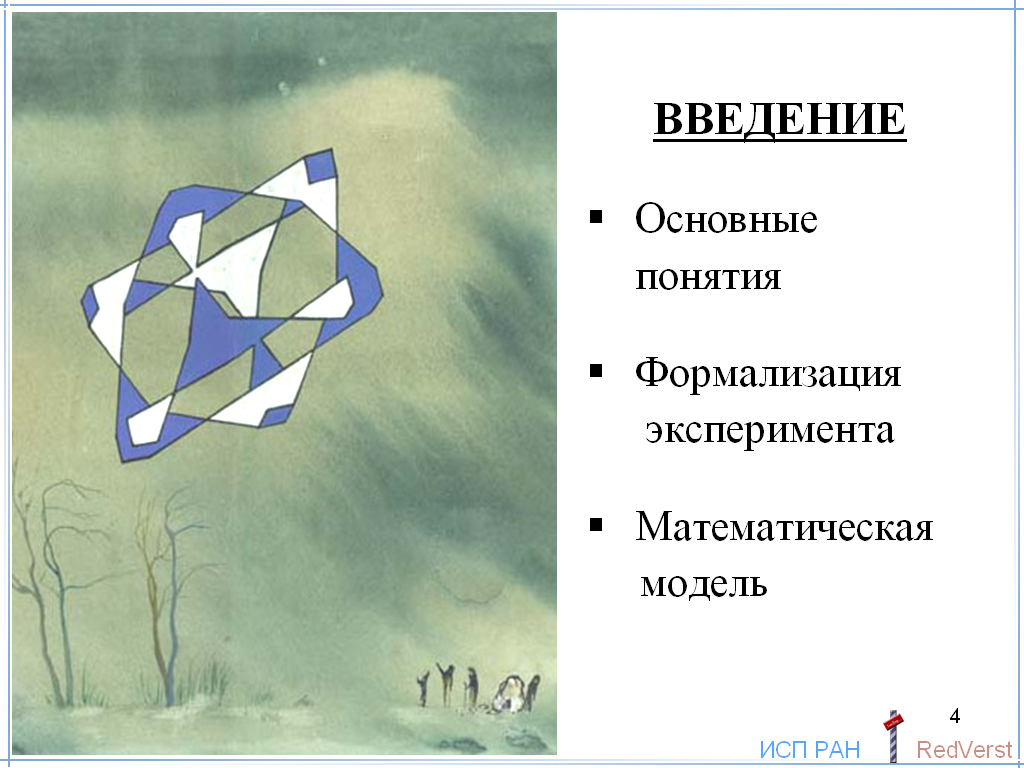 ВВЕДЕНИЕ
▪ Основные
понятия
▪ Формализация
эксперимента
▪ Математическая
модель
4
ИСП РАН RedVerst